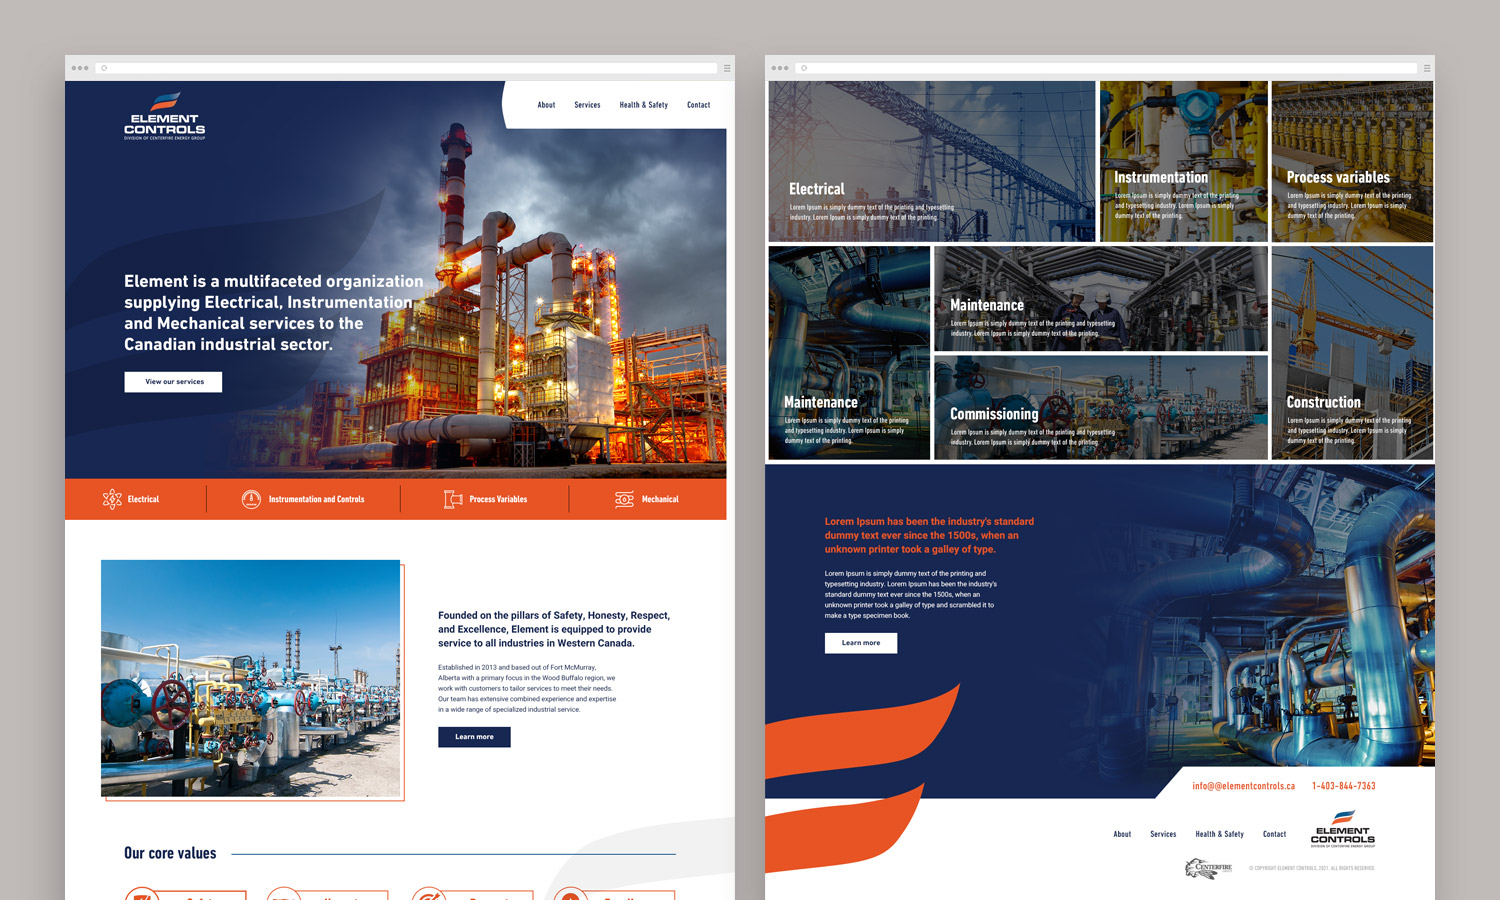 ELEMENT
CONTROLS
DIVISION OF CENTERFIRE ENERGY GROUP
About Services Health & Safety Contact
Element is a multifaceted organization
supplying Electrical, Instrumentation
and Mechanical services to the
Canadian industrial sector.
View our services
Electrical Instrumentation and Controls Process Variables Mechanical
Founded on the pillars of Safety, Honesty, Respect,
and Excellence, Element is equipped to provide
service to all industries in Western Canada.
Established in 2013 and based out of Fort McMurray,
Alberta with a primary focus in the Wood Buffalo region, we
work with customers to tailor services to meet their needs.
Our team has extensive combined experience and expertise
in a wide range of specialized industrial service.
Learn more
Our core values
Electrical
Lorem Ipsum is simply dummy text of the printing and typesetting
industry. Lorem Ipsum is simply dummy text of the printing.
Instrumentation
Lorem Ipsum is simply dummy text of the printing
and typesetting industry. Lorem Ipsum is simply
dummy text of the printing.
Process variables
Lorem Ipsum is simply dummy text of the printing
and typesetting industry. Lorem Ipsum is simply
dummy text of the printing.
Maintenance
Lorem Ipsum is simply dummy text of the printing and typesetting
industry. Lorem Ipsum is simply dummy text of the printing.
Maintenance
Lorem Ipsum is simply dummy text of the printing
and typesetting industry. Lorem Ipsum is simply
dummy text of the printing.
Commissioning
Lorem Ipsum is simply dummy text of the printing and typesetting
industry. Lorem Ipsum is simply dummy text of the printing.
Construction
Lorem Ipsum is simply dummy text of the printing
and typesetting industry. Lorem Ipsum is simply
dummy text of the printing.
Lorem Ipsum has been the industry's standard
dummy text ever since the 1500s, when an
unknown printer took a galley of type.
Lorem Ipsum is simply dummy text of the printing and
typesetting industry. Lorem Ipsum has been the industry's
standard dummy text ever since the 1500s, when an
unknown printer took a galley of type and scrambled it to
make a type specimen book.
Learn more
info@@elementcontrols.ca 1-403-844-7363
About Services Health & Safety Contact
ELEMENT
CONTROLS
DIVISION OF CENTERFIRE ENERGY GROUP
CENTERFIRE
© COPYRIGHT ELEMENT CONTROLS, 2021. ALL RIGHTS RESERVED.